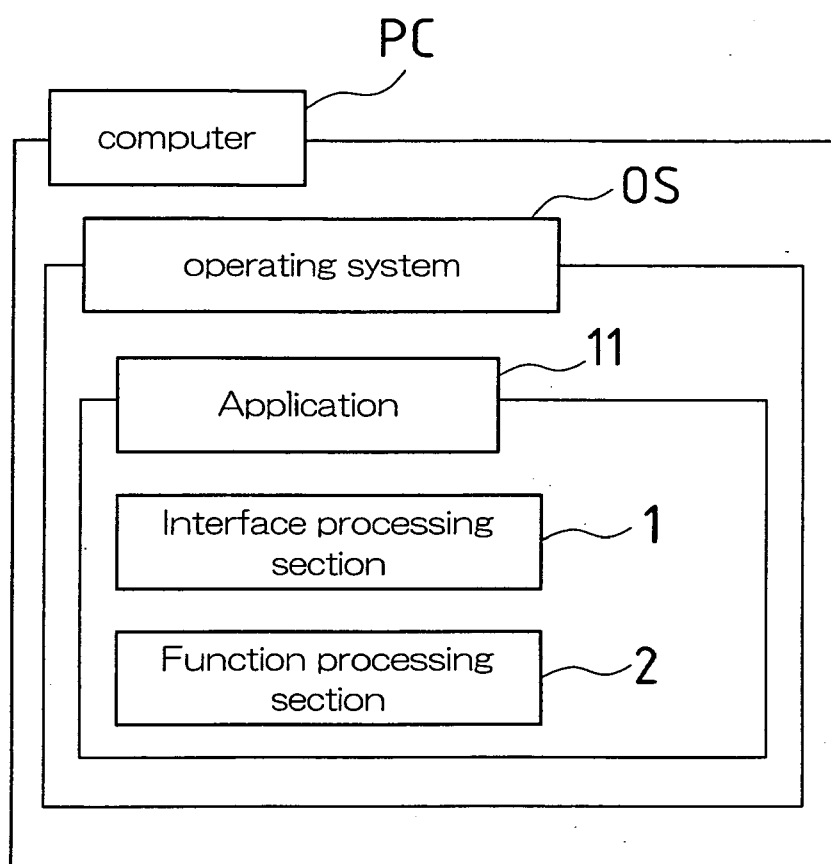 PC
computer
OS
operating system
11
Application
Interface processing
section
1
Function processing
section
2